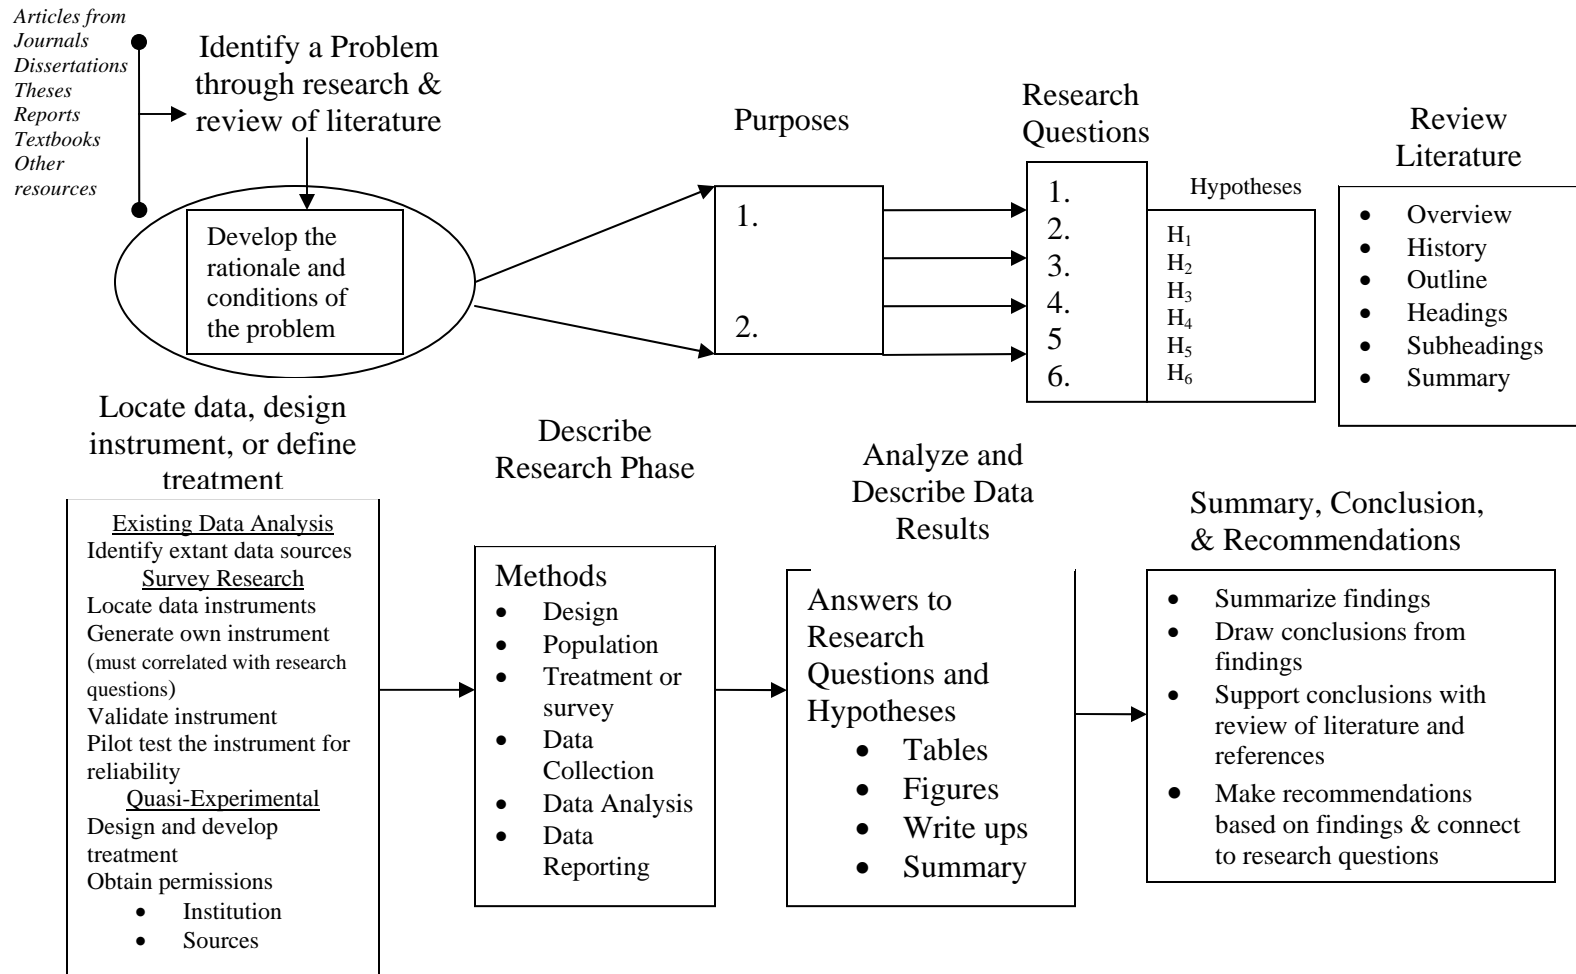 Articles from
Journals
Dissertations
Theses
Reports
Textbooks
Other
resources
Identify a Problem
through research &
review of literature
Develop the
rationale and
conditions of
the problem
Purposes
1.
2.
Research
Questions
1.
2.
3.
4.
5
6.
Hypotheses
H1
H2
H3
H4
H5
H6
Review
Literature
• Overview
• History
• Outline
• Headings
• Subheadings
• Summary
Locate data, design
instrument, or define
treatment
Existing Data Analysis
Identify extant data sources
Survey Research
Locate data instruments
Generate own instrument
(must correlated with research
questions)
Validate instrument
Pilot test the instrument for
reliability
Quasi-Experimental
Design and develop
treatment
Obtain permissions
• Institution
• Sources
Describe
Research Phase
Methods
• Design
• Population
• Treatment or
survey
• Data
Collection
• Data Analysis
• Data
Reporting
Analyze and
Describe Data
Results
Answers to
Research
Questions and
Hypotheses
• Tables
• Figures
• Write ups
• Summary
Summary, Conclusion,
& Recommendations
• Summarize findings
• Draw conclusions from
findings
• Support conclusions with
review of literature and
references
• Make recommendations
based on findings & connect
to research questions